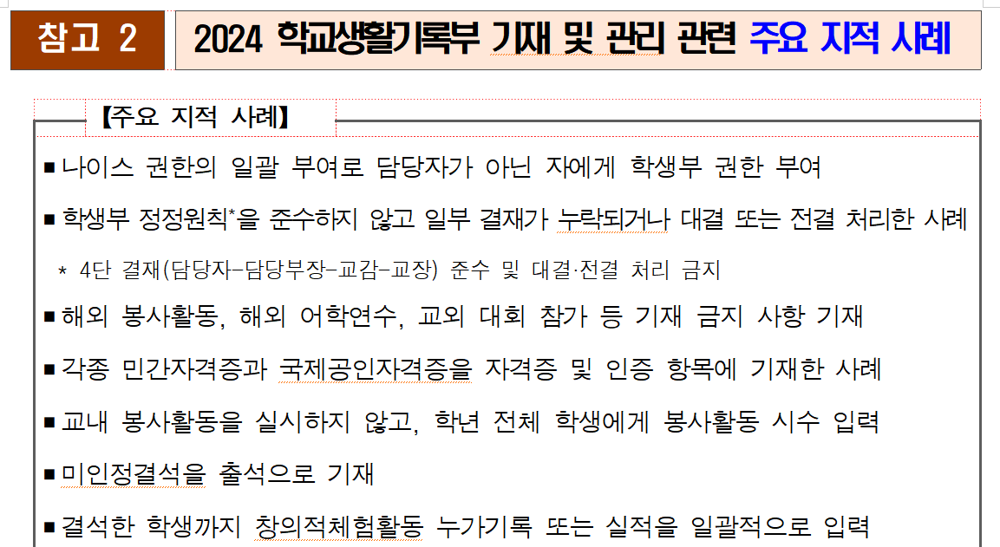 참고 2
2024 학교생활기록부 기재 및 관리 관련 주요 지적 사례
【주요 지적 사례】
■ 나이스 권한의 일괄 부여로 담당자가 아닌 자에게 학생부 권한 부여
■ 학생부 정정원칙*을 준수하지 않고 일부 결재가 누락되거나 대결 또는 전결 처리한 사례
* 4단 결재(담당자-담당부장-교감-교장) 준수 및 대결·전결 처리 금지
■ 해외 봉사활동, 해외 어학연수, 교외 대회 참가 등 기재 금지 사항 기재
■ 각종 민간자격증과 국제공인자격증을 자격증 및 인증 항목에 기재한 사례
■ 교내 봉사활동을 실시하지 않고, 학년 전체 학생에게 봉사활동 시수 입력
■ 미인정결석을 출석으로 기재
■ 결석한 학생까지 창의적체험활동 누가기록 또는 실적을 일괄적으로 입력